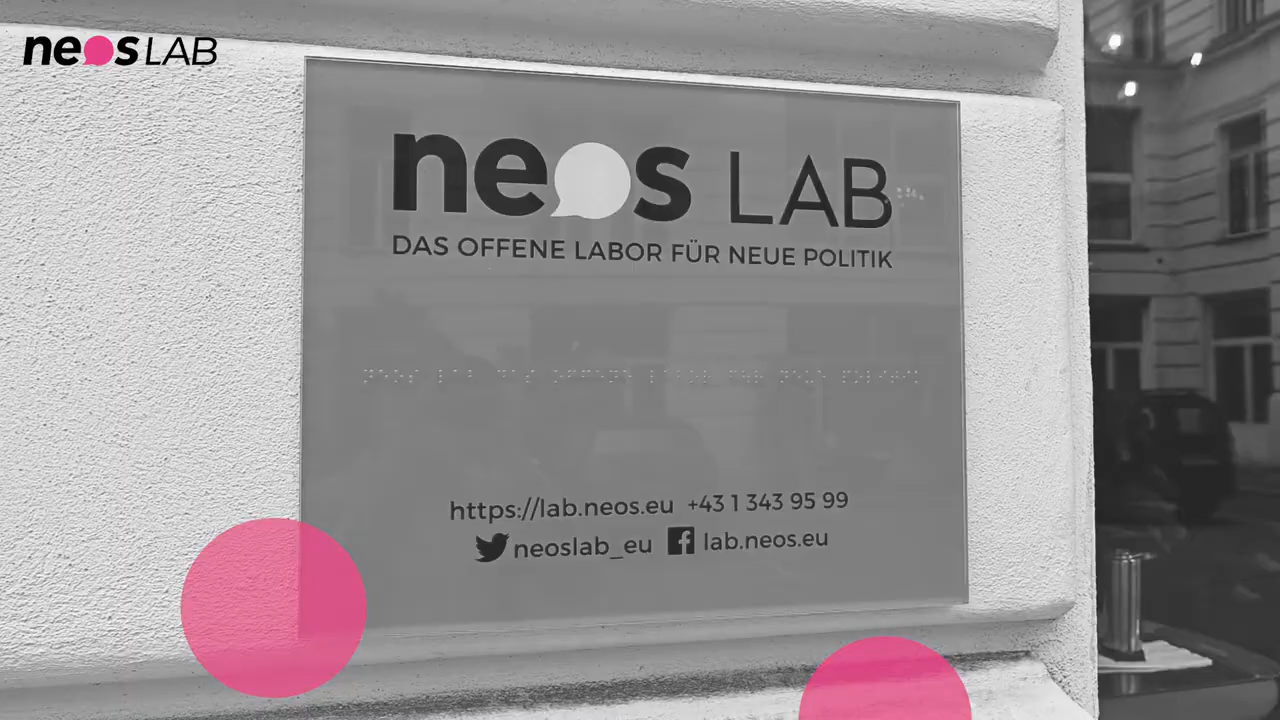 neos LAB
neos LAB
DAS OFFENE LABOR FÜR NEUE POLITIK
https://lab.neos.eu +43 1 343 95 99
neoslab_eu lab.neos.eu